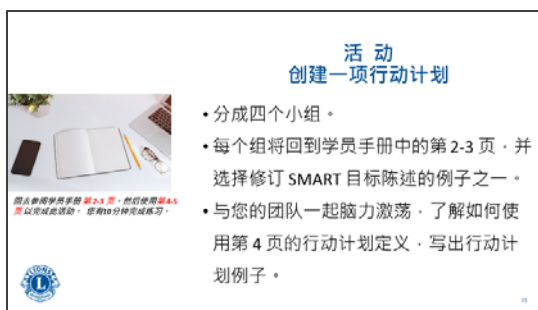 活 动
创建一项行动计划
• 分成四个小组。
• 每个组将回到学员手册中的第 2-3 页，并
选择修订 SMART 目标陈述的例子之一。
• 与您的团队一起脑力激荡，了解如何使
用第 4 页的行动计划定义，写出行动计
划例子。
回去参阅学员手册 第2-3 页，然后使用第4-5
页以完成此活动。 您有10分钟完成练习。
LIONS
L